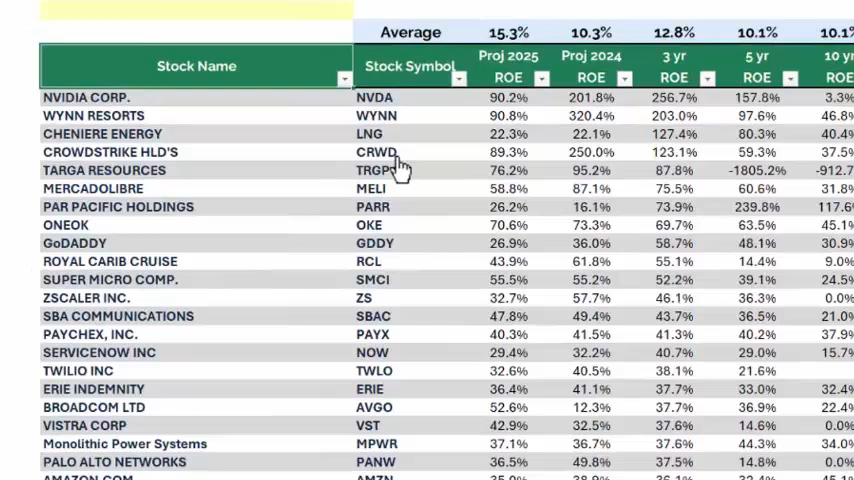 Average 15.3% 10.3% 12.8% 10.1% 10.1%
Stock Name Stock Symbol Proj 2025 ROE Proj 2024 ROE 3 yr ROE 5 yr ROE 10 yr ROE
NVIDIA CORP. NVDA 90.2% 201.8% 256.7% 157.8% 3.3%
WYNN RESORTS WYNN 90.8% 320.4% 203.0% 97.6% 46.8%
CHENIERE ENERGY LNG 22.3% 22.1% 127.4% 80.3% 40.4%
CROWDSTRIKE HLD'S CRWD 89.3% 250.0% 123.1% 59.3% 37.5%
TARGA RESOURCES TRGP 76.2% 95.2% 87.8% -1805.2% -912.7
MERCADOLIBRE MELI 58.8% 87.1% 75.5% 60.6% 31.8%
PAR PACIFIC HOLDINGS PARR 26.2% 16.1% 73.9% 239.8% 117.6
ONEOK OKE 70.6% 73.3% 69.7% 63.5% 45.1%
GoDADDY GDDY 26.9% 36.0% 58.7% 48.1% 30.9%
ROYAL CARIB CRUISE RCL 43.9% 61.8% 55.1% 14.4% 9.0%
SUPER MICRO COMP. SMCI 55.5% 55.2% 52.2% 39.1% 24.5%
ZSCALER INC. ZS 32.7% 57.7% 46.1% 36.3% 0.0%
SBA COMMUNICATIONS SBAC 47.8% 49.4% 43.7% 36.5% 21.0%
PAYCHEX, INC. PAYX 40.3% 41.5% 41.3% 40.2% 37.9%
SERVICENOW INC NOW 29.4% 32.2% 40.7% 29.0% 15.7%
TWILIO INC TWLO 32.6% 40.5% 38.1% 21.6%
ERIE INDEMNITY ERIE 36.4% 41.1% 37.7% 33.0% 32.4%
BROADCOM LTD AVGO 52.6% 12.3% 37.7% 36.9% 22.4%
VISTRA CORP VST 42.9% 32.5% 37.6% 14.6% 0.0%
Monolithic Power Systems MPWR 37.1% 36.7% 37.6% 44.3% 34.0%
PALO ALTO NETWORKS PANW 36.5% 49.8% 37.5% 14.8% 0.0%
AMAZON.COM AMZN